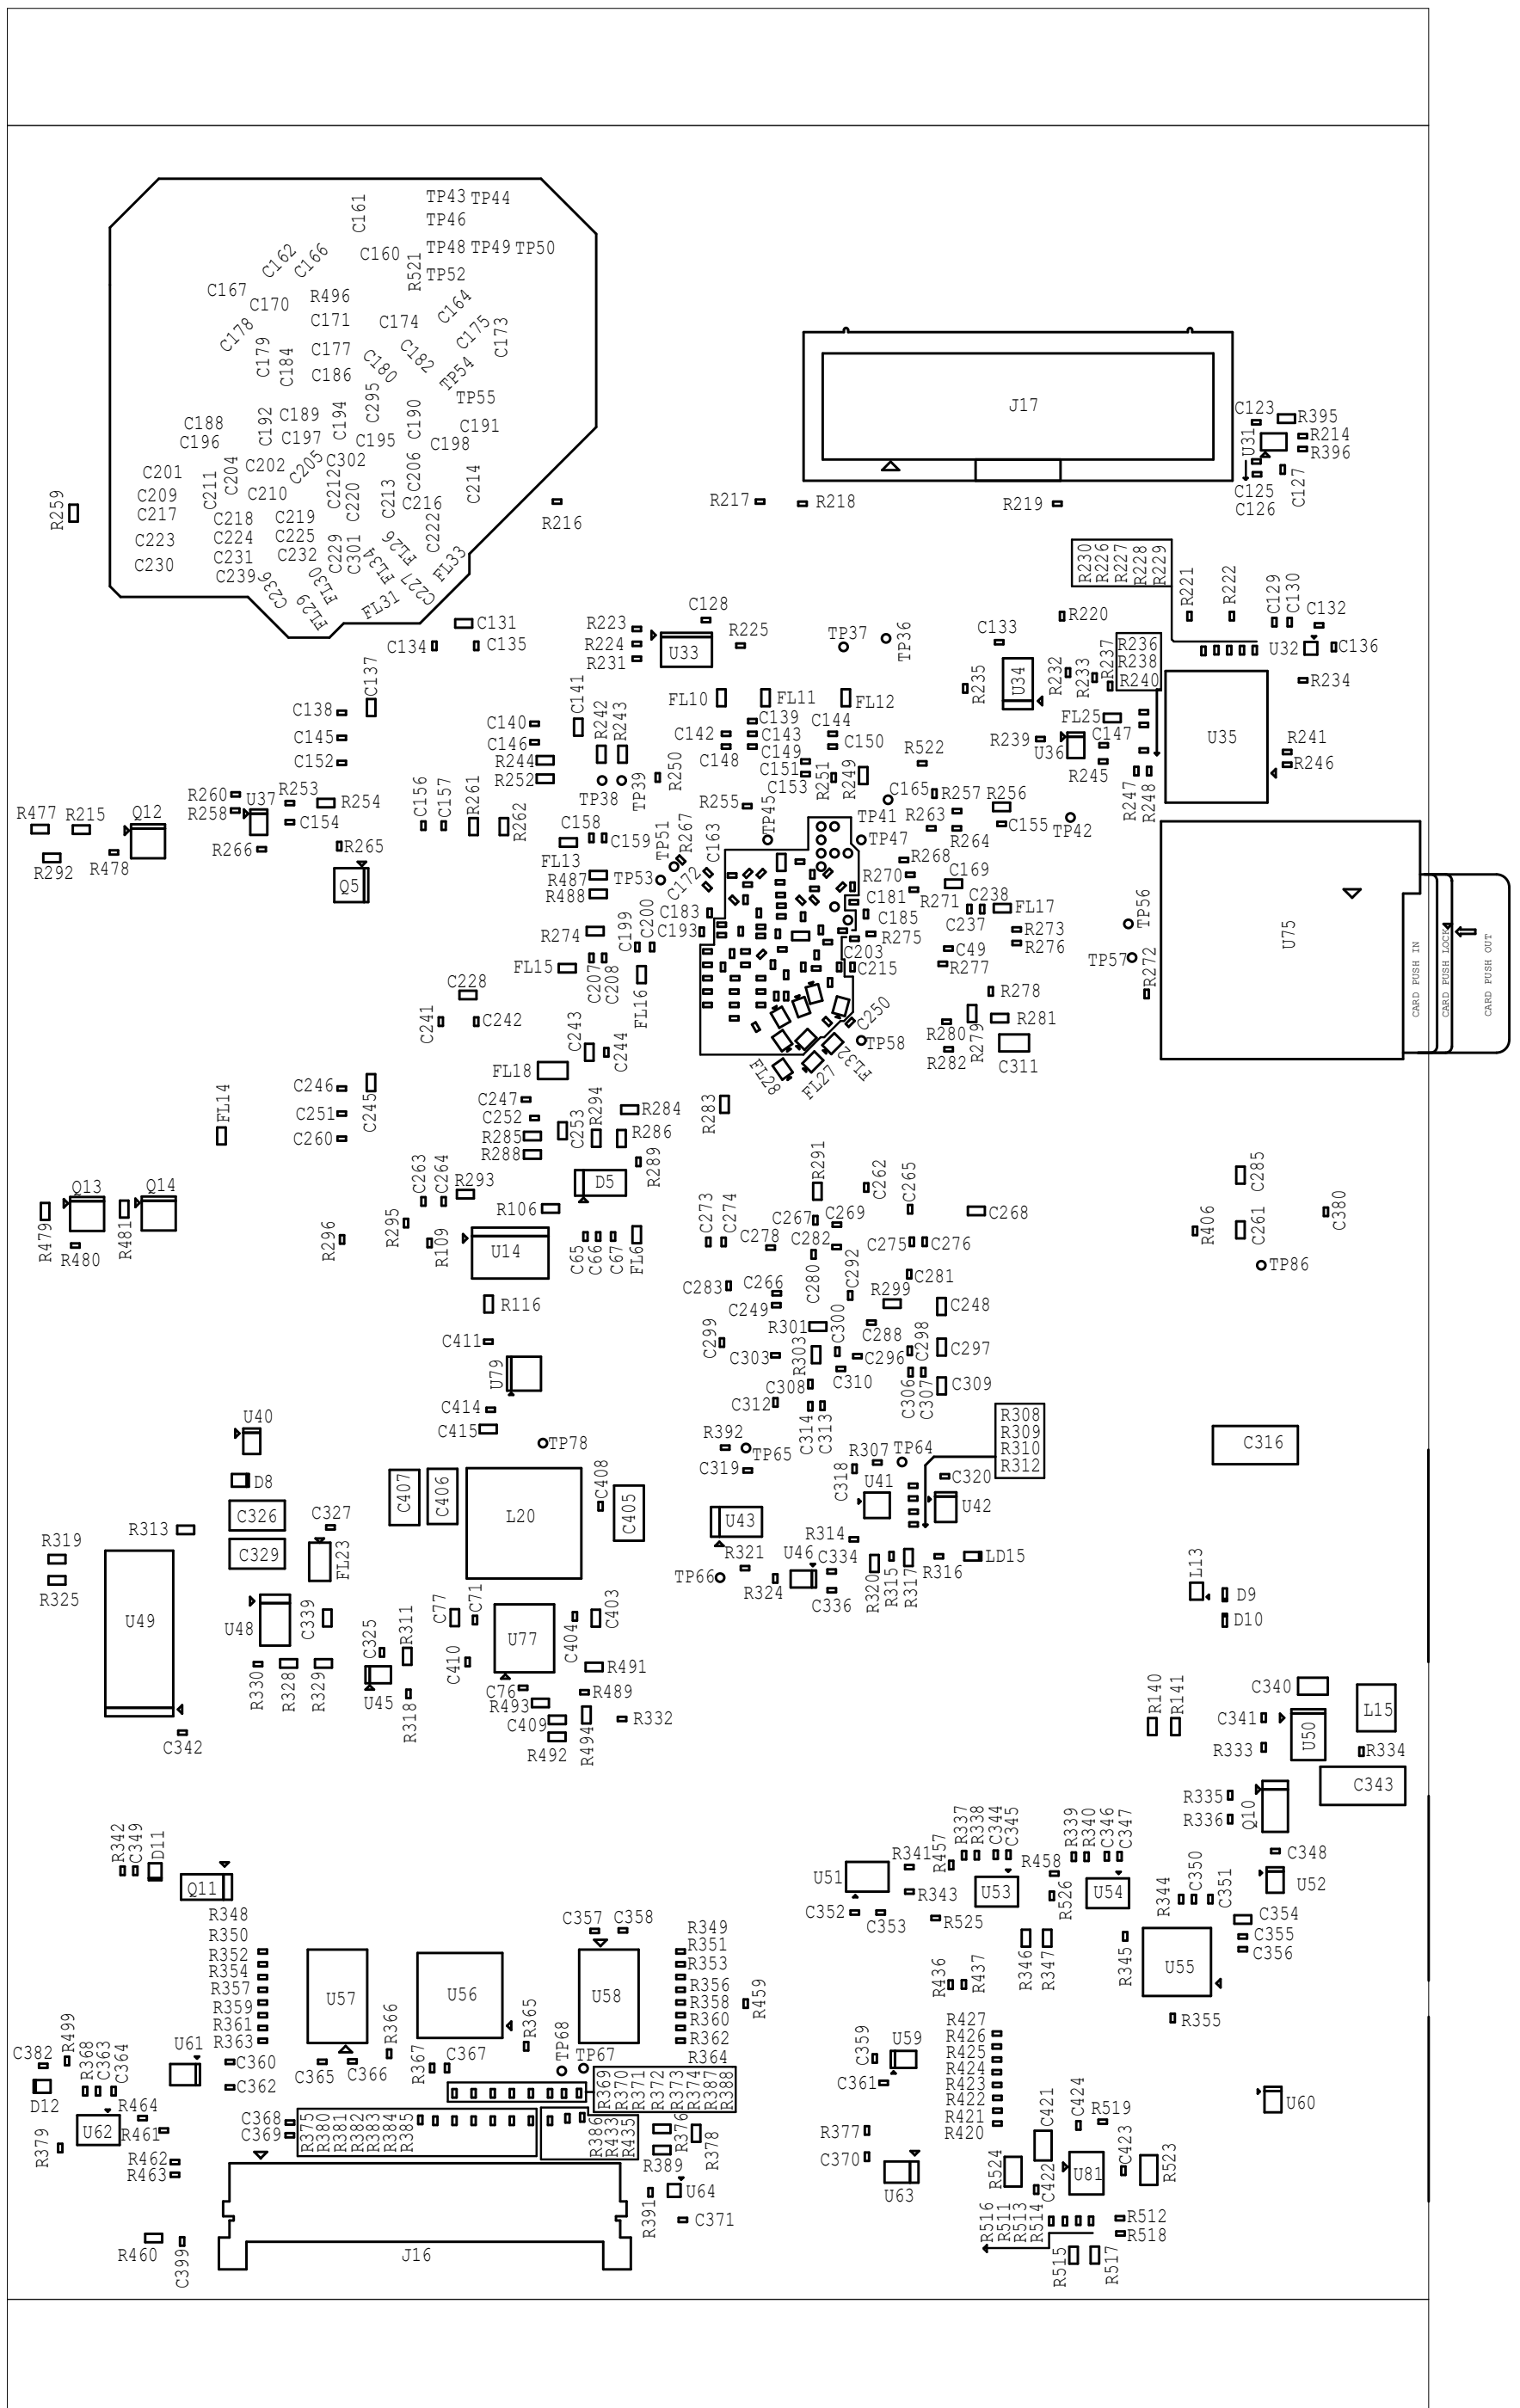 C161
TP43
TP44
TP46
C162
C166
C160
R521
TP48
TP49
TP50
TP52
C167
C170
R496
C164
C178
C171
C174
C175
C173
C179
C184
C177
C180
C182
TP54
C186
TP55
C295
C188
C192
C189
C194
C190
C191
C196
C197
C195
C198
C201
C204
C202
C205
C302
C206
C214
C209
C211
C210
C212
C220
C213
C216
C217
C218
C219
C222
C223
C224
C225
FL26
C230
C231
C232
C229
C301
FL34
FL33
C239
C236
FL30
C227
FL29
FL31
R259
J17
C123
R395
U31
R214
R396
C125
C126
C127
R216
R217
R218
R219
R230
R226
R227
R228
R229
R221
R222
C129
C130
C132
C131
C134
C135
R223
R224
R231
U33
C128
R225
TP37
TP36
C133
R220
R236
R238
R240
R237
U32
C136
C137
C141
FL10
FL11
FL12
R235
U34
R232
R233
R234
C138
C140
R242
R243
C139
C144
FL25
U35
C145
C146
C142
C143
C150
R239
U36
C147
R241
C152
R244
C148
C149
R522
R245
R246
R252
TP38
TP39
R250
C151
C153
R251
R249
R247
R248
R260
U37
R253
R254
C156
C157
R261
R262
R255
TP45
C165
TP41
R257
R256
R258
C154
C158
C159
TP51
R267
C163
TP47
R263
R264
C155
TP42
R477
R215
Q12
R266
R265
R292
R478
Q5
FL13
R487
R488
TP53
C172
R268
R270
C169
R271
C181
C238
FL17
C183
C185
C237
R273
R276
TP56
U75
CARD PUSH IN
CARD PUSH LOCK
CARD PUSH OUT
R274
C199
C200
C193
R275
C203
C49
TP57
FL15
C207
C208
FL16
C215
R277
R272
C228
R278
C241
C242
C250
R280
R279
R281
C243
C244
TP58
R282
C311
FL18
FL28
FL27
FL32
FL14
C246
C245
C247
R294
R284
R283
C251
C252
C253
R286
C260
R285
R288
R289
R291
C262
C265
C285
Q13
Q14
C263
C264
R293
D5
R479
R481
R106
C273
C274
C267
C269
C268
C380
R480
R296
R295
R109
U14
C65
C66
C67
FL6
C278
C282
C275
C276
R406
C261
TP86
C283
C266
C280
C292
C281
R116
C249
R299
C248
C411
C299
R301
C300
C288
C298
C297
U79
C303
R303
C296
C310
C308
C306
C307
C309
C414
C312
C314
C313
R308
R309
R310
R312
U40
C415
TP78
R392
TP65
R307
TP64
C316
D8
C407
C406
L20
C408
C405
C319
C318
U41
C320
U42
C326
C327
U43
R313
C329
FL23
R314
R319
R321
U46
C334
R320
R315
R317
R316
LD15
R325
TP66
R324
C336
L13
D9
D10
U49
U48
C339
C77
C71
C403
C325
R311
U77
C404
C410
R330
R328
R329
U45
R318
C76
R491
R489
R493
C409
R494
R332
R492
C342
R140
R141
C340
C341
U50
L15
R333
R334
C343
R335
R336
Q10
R342
C349
D11
Q11
R341
R457
R337
R338
C344
C345
R339
R340
C346
C347
C348
U51
R343
U53
R458
R526
U54
R344
C350
C351
U52
C352
C353
R525
C354
C355
C356
R346
R347
R345
U55
R348
R350
R352
R354
R357
R359
R361
R363
U57
U56
C357
C358
U58
R349
R351
R353
R356
R358
R360
R362
R364
R459
R436
R437
R355
R366
R365
C382
R499
R368
C363
C364
U61
C360
C362
C365
C366
R367
C367
TP68
TP67
R369
R370
R371
R372
R373
R374
R387
R388
C359
U59
C361
R427
R426
R425
R424
R423
R422
R421
R420
D12
U62
R464
R461
R379
R462
R463
C368
C369
R375
R380
R381
R382
R383
R384
R385
R386
R433
R435
R376
R378
R389
R377
C370
U63
C421
C424
R519
U60
R524
C422
U81
C423
R523
R391
U64
C371
R516
R511
R513
R514
R512
R518
R515
R517
R460
C399
J16